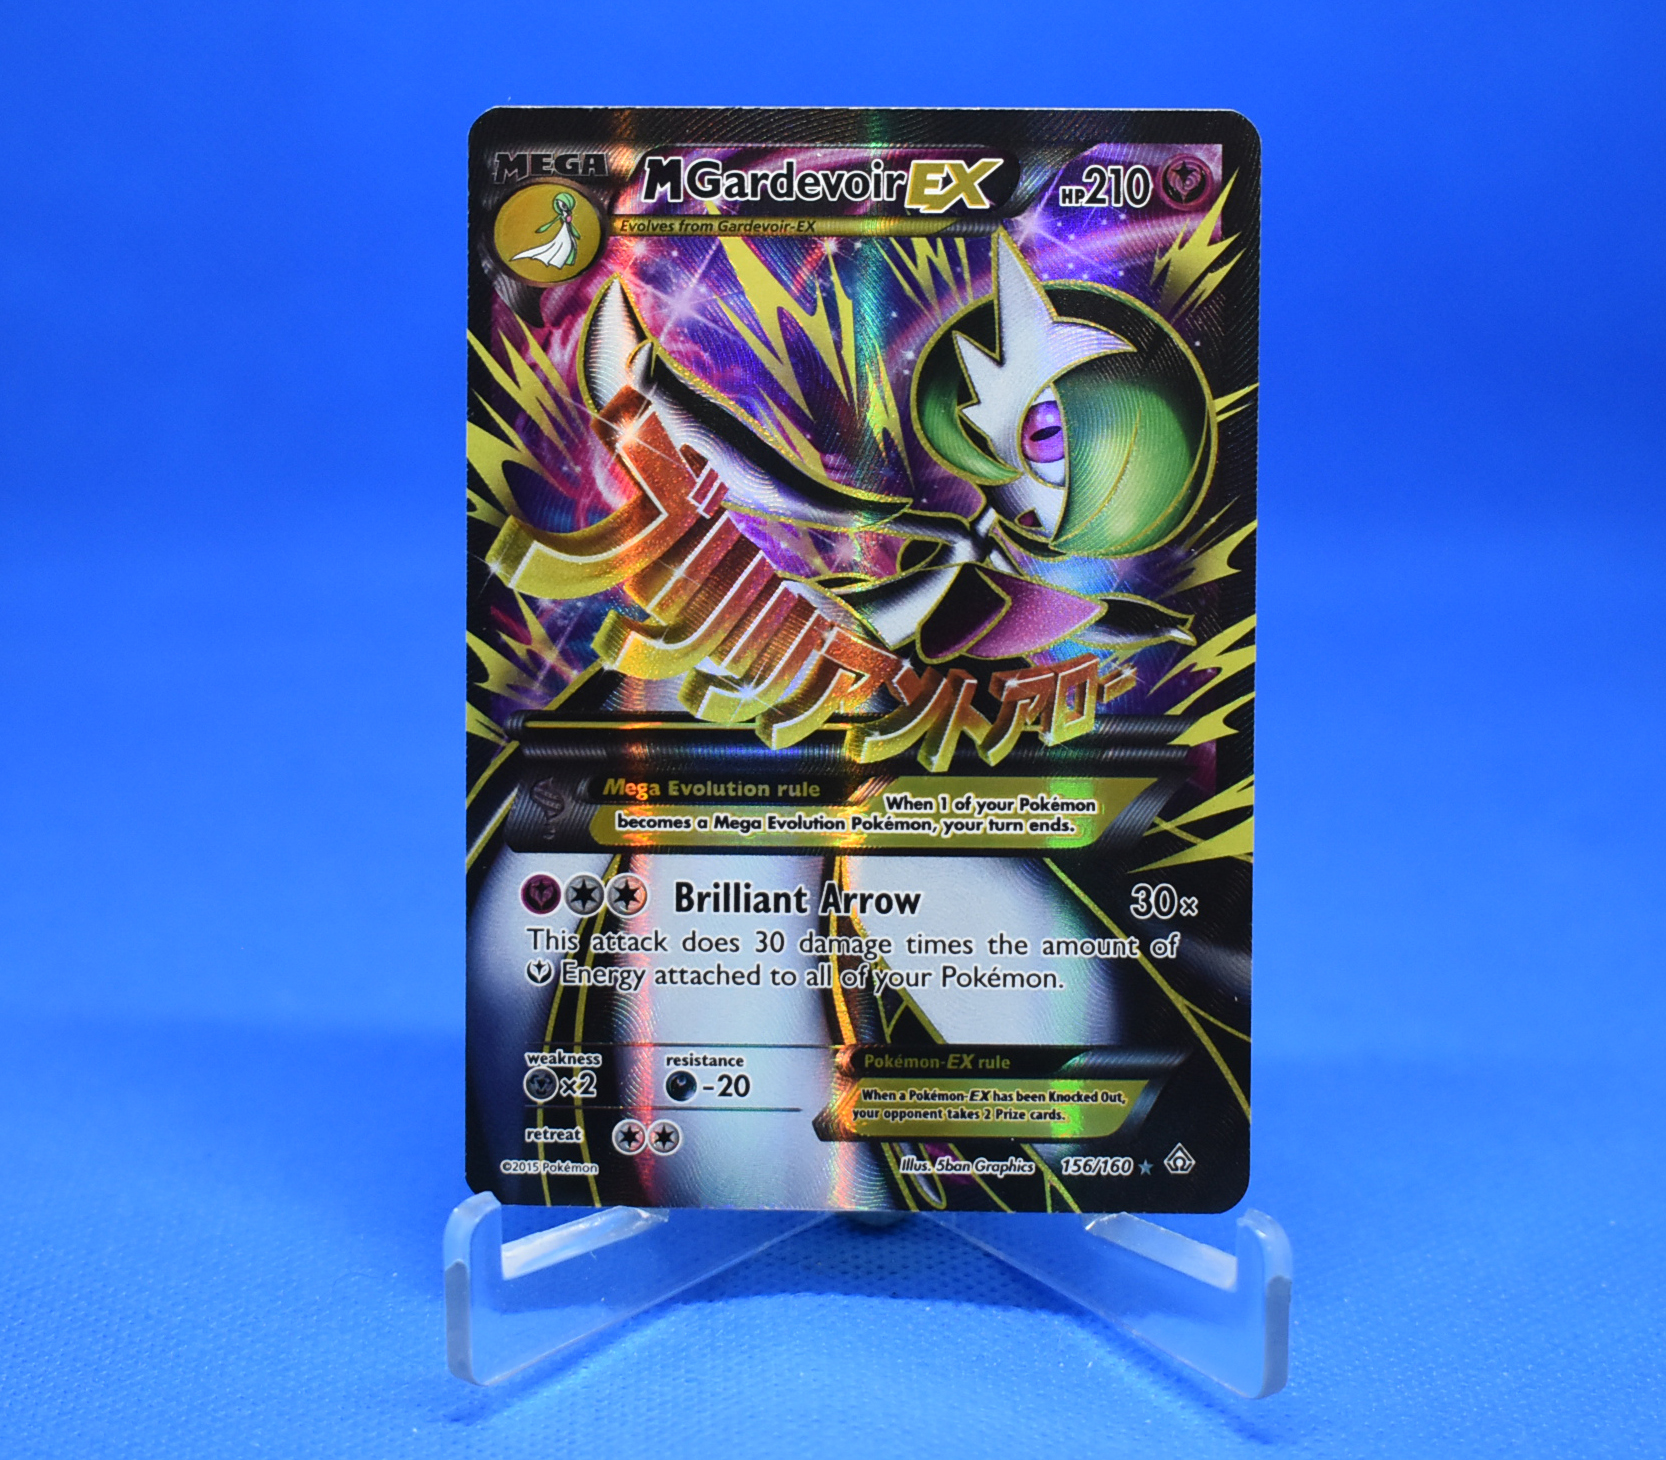 MEGA
M Gardevoir EX
HP 210
Evolves from Gardevoir-EX
ブリリアントアロー
Mega Evolution rule
When 1 of your Pokémon
becomes a Mega Evolution Pokémon, your turn ends.
Brilliant Arrow 30×
This attack does 30 damage times the amount of
Energy attached to all of your Pokémon.
weakness
×2
resistance
-20
retreat
Pokémon-EX rule
When a Pokémon-EX has been Knocked Out,
your opponent takes 2 Prize cards.
©2015 Pokémon
Illus. 5ban Graphics
156/160